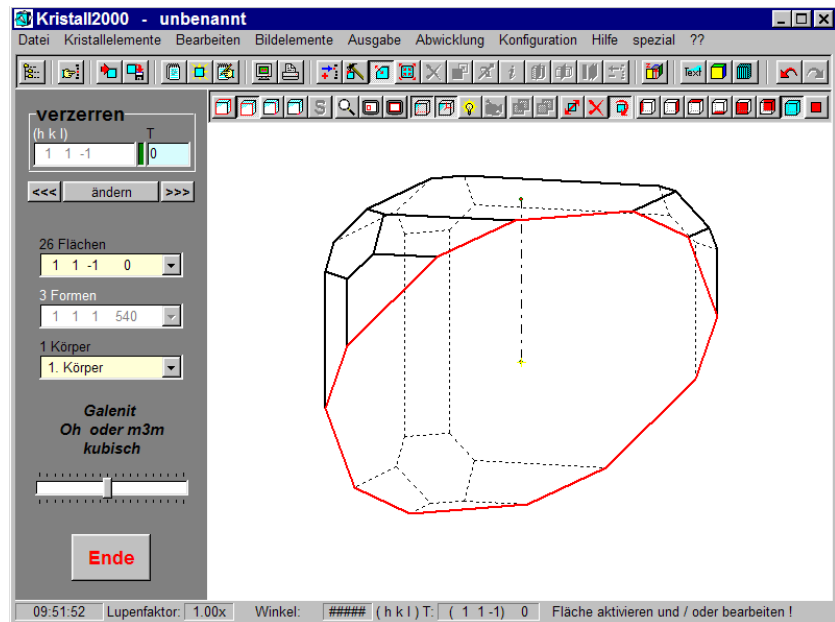 Kristall2000 - unbenannt
Datei Kristallelemente Bearbeiten Bildelemente Ausgabe Abwicklung Konfiguration Hilfe spezial ??
Text
verzerren
(h k l) T
1 1 -1 0
<<< ändern >>>
26 Flächen
1 1 -1 0
3 Formen
1 1 1 540
1 Körper
1. Körper
Galenit
Oh oder m3m
kubisch
Ende
09:51:52 Lupenfaktor: 1.00x Winkel: ##### ( h k l ) T: ( 1 1 -1) 0 Fläche aktivieren und / oder bearbeiten !